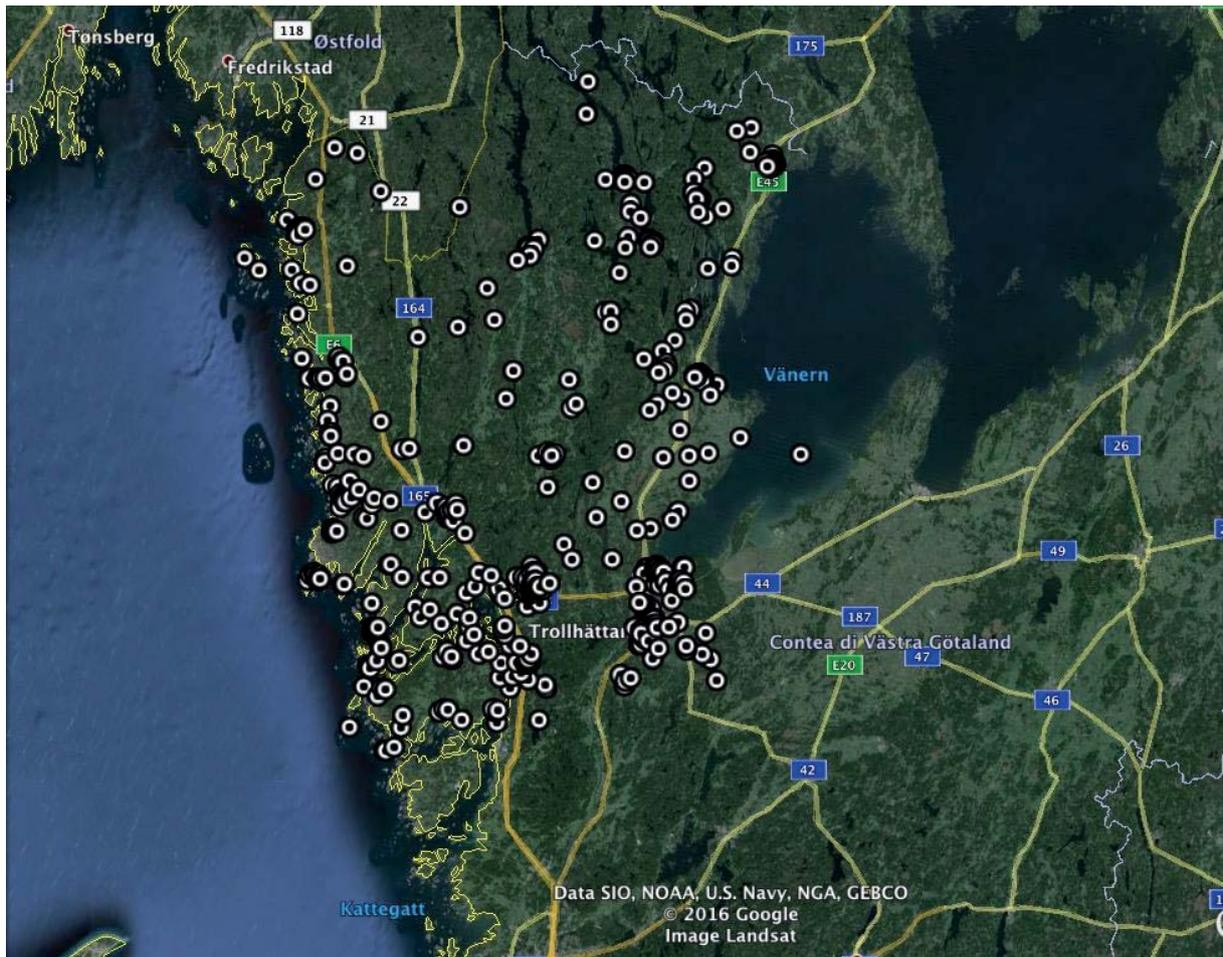 Tønsberg
118
Østfold
Fredrikstad
175
21
22
E45
164
E6
Vänern
26
165
49
44
187
Trollhättan
Contea di Västra Götaland
47
E20
46
42
Data SIO, NOAA, U.S. Navy, NGA, GEBCO
© 2016 Google
Image Landsat
Kattegatt